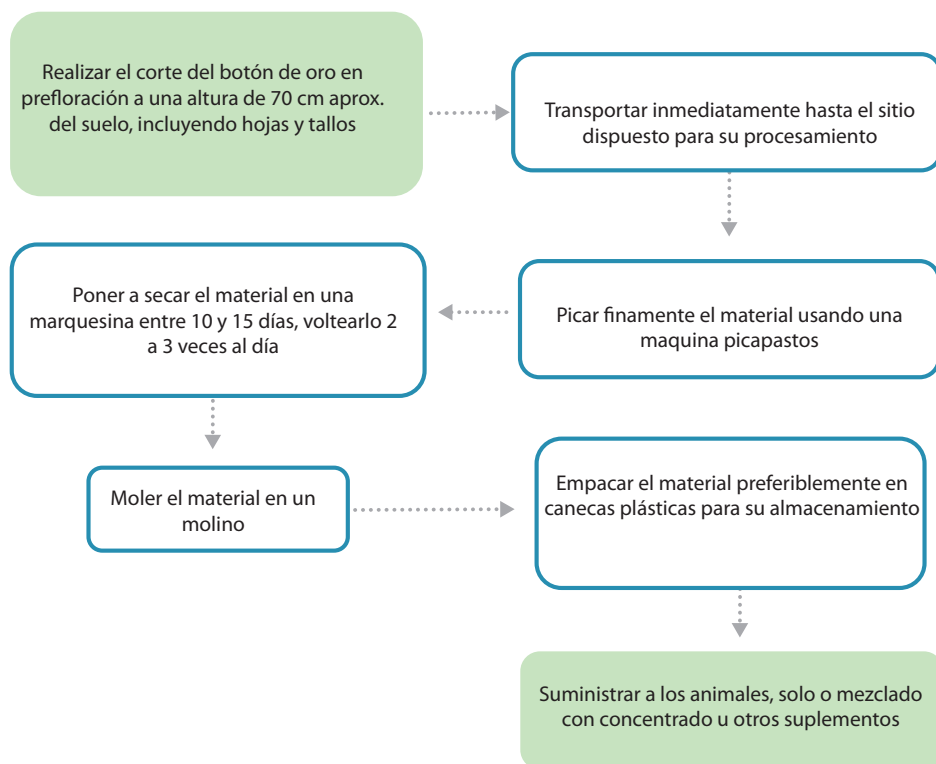 Realizar el corte del botón de oro en
prefloración a una altura de 70 cm aprox.
del suelo, incluyendo hojas y tallos
Transportar inmediatamente hasta el sitio
dispuesto para su procesamiento
Picar finamente el material usando una
maquina picapastos
Poner a secar el material en una
marquesina entre 10 y 15 días, voltearlo 2
a 3 veces al día
Moler el material en un
molino
Empacar el material preferiblemente en
canecas plásticas para su almacenamiento
Suministrar a los animales, solo o mezclado
con concentrado u otros suplementos